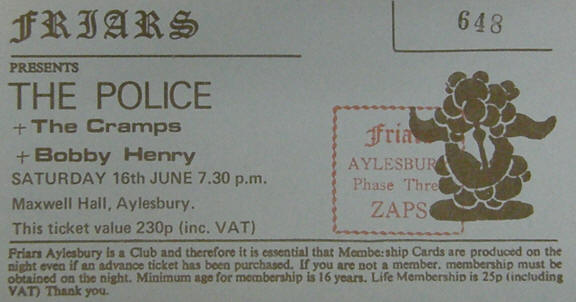 FRIARS
648
PRESENTS
THE POLICE
+ The Cramps
+ Bobby Henry
SATURDAY 16th JUNE 7.30 p.m.
Maxwell Hall, Aylesbury.
This ticket value 230p (inc. VAT)
Friars
AYLESBUR
Phase Thre
ZAPS
Friars Aylesbury is a Club and therefore it is essential that Membership Cards are produced on the
night even if an advance ticket has been purchased. If you are not a member, membership must be
obtained on the night. Minimum age for membership is 16 years. Life Membership is 25p (including
VAT) Thank you.